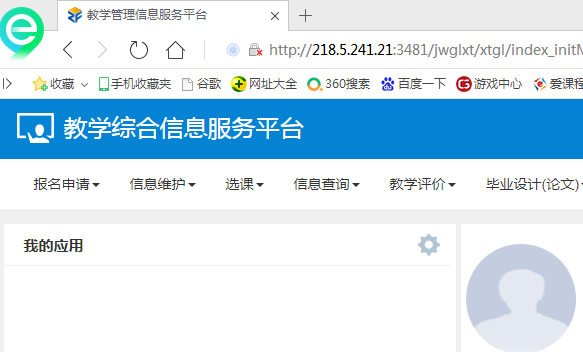 教学管理信息服务平台
http://218.5.241.21:3481/jwglxt/xtgl/index_initM
收藏 手机收藏夹 谷歌 网址大全 360搜索 百度一下 游戏中心 爱课程
教学综合信息服务平台
报名申请 信息维护 选课 信息查询 教学评价 毕业设计(论文)
我的应用